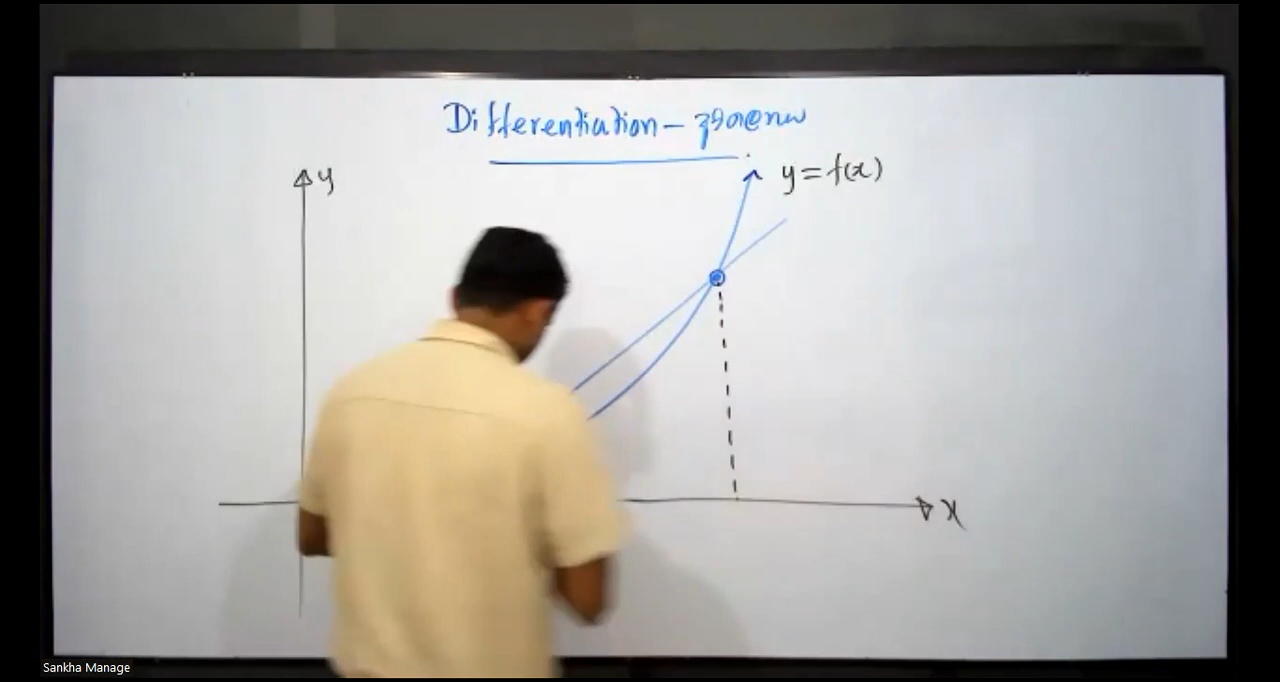 Differentiation – අවකලනය
y
y = f(x)
x
Sankha Manage